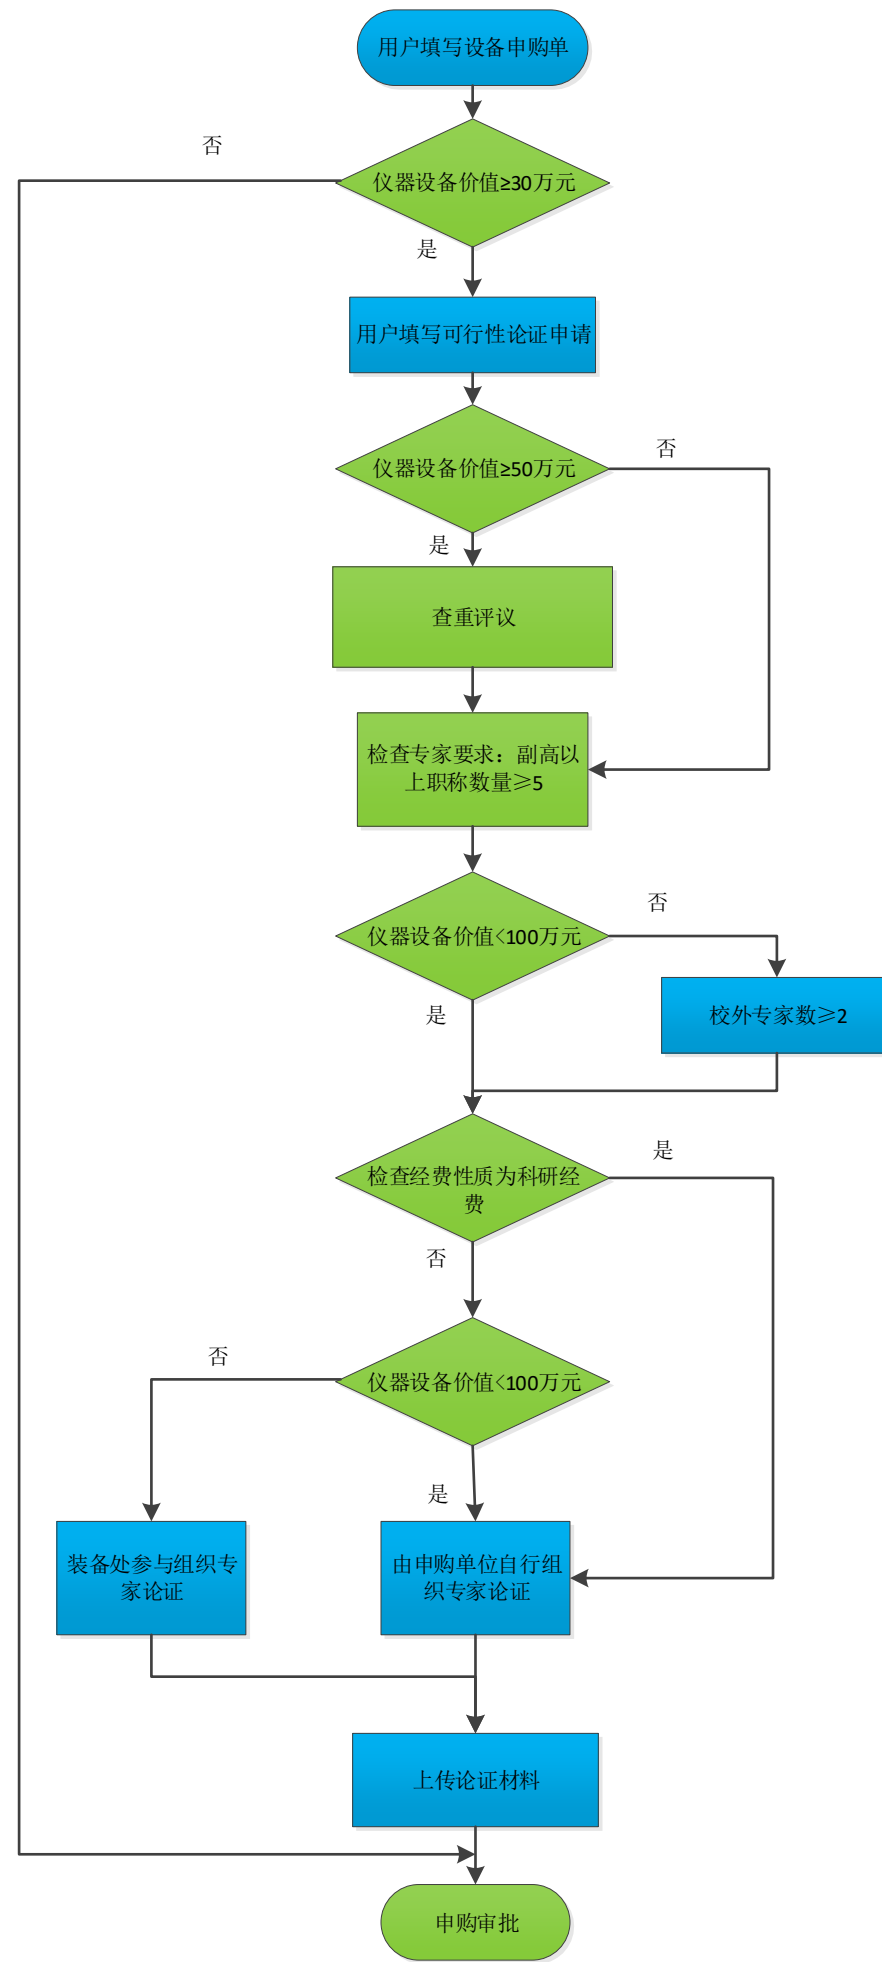 用户填写设备申购单
否
仪器设备价值≥30万元
是
用户填写可行性论证申请
仪器设备价值≥50万元
否
是
查重评议
检查专家要求：副高以
上职称数量≥5
仪器设备价值<100万元
否
是
校外专家数≥2
检查经费性质为科研经
费
是
否
仪器设备价值<100万元
否
是
装备处参与组织专
家论证
由申购单位自行组
织专家论证
上传论证材料
申购审批